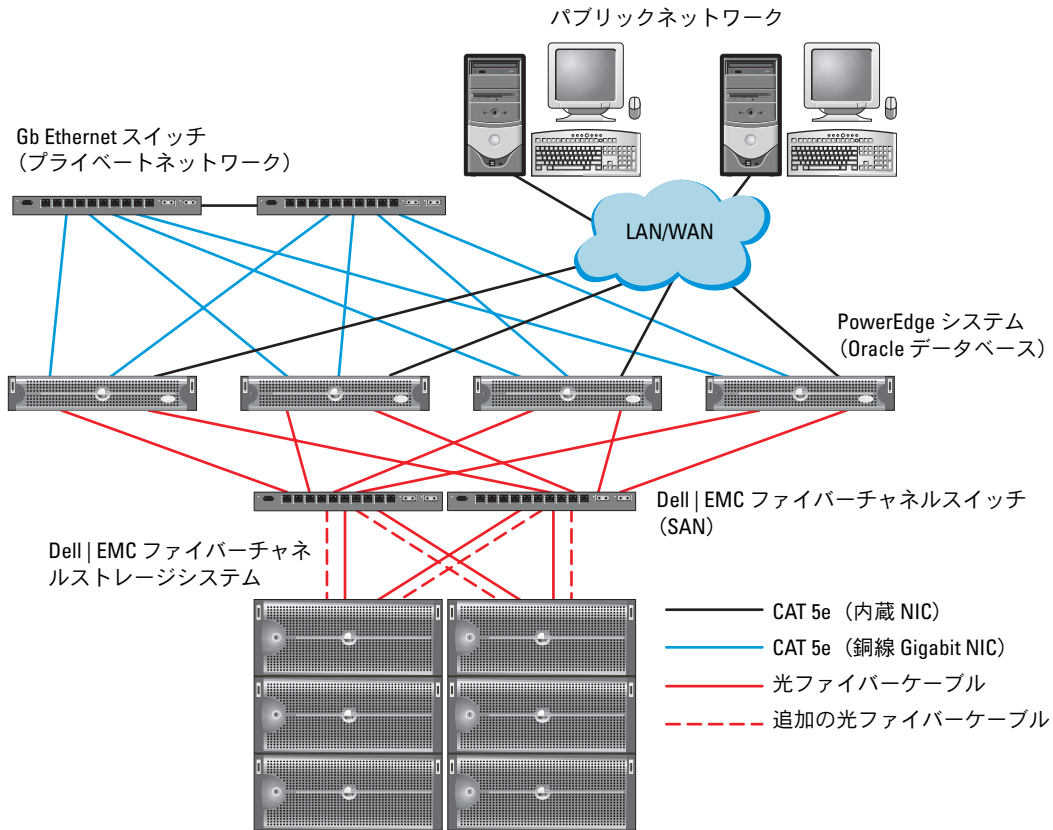 パブリックネットワーク
Gb Ethernet スイッチ
（プライベートネットワーク）
LAN/WAN
PowerEdge システム
（Oracle データベース）
Dell | EMC ファイバーチャネルスイッチ
（SAN）
Dell | EMC ファイバーチャネ
ルストレージシステム
CAT 5e（内蔵 NIC）
CAT 5e（銅線 Gigabit NIC）
光ファイバーケーブル
追加の光ファイバーケーブル